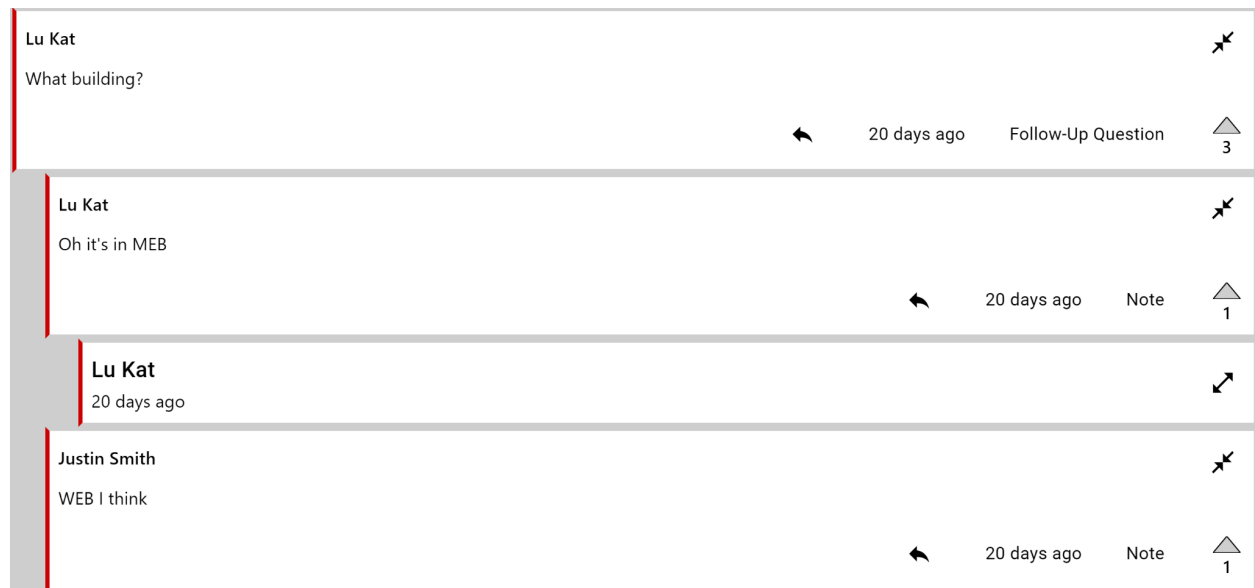 Lu Kat
What building?
20 days ago Follow-Up Question 3
Lu Kat
Oh it's in MEB
20 days ago Note 1
Lu Kat
20 days ago
Justin Smith
WEB I think
20 days ago Note 1